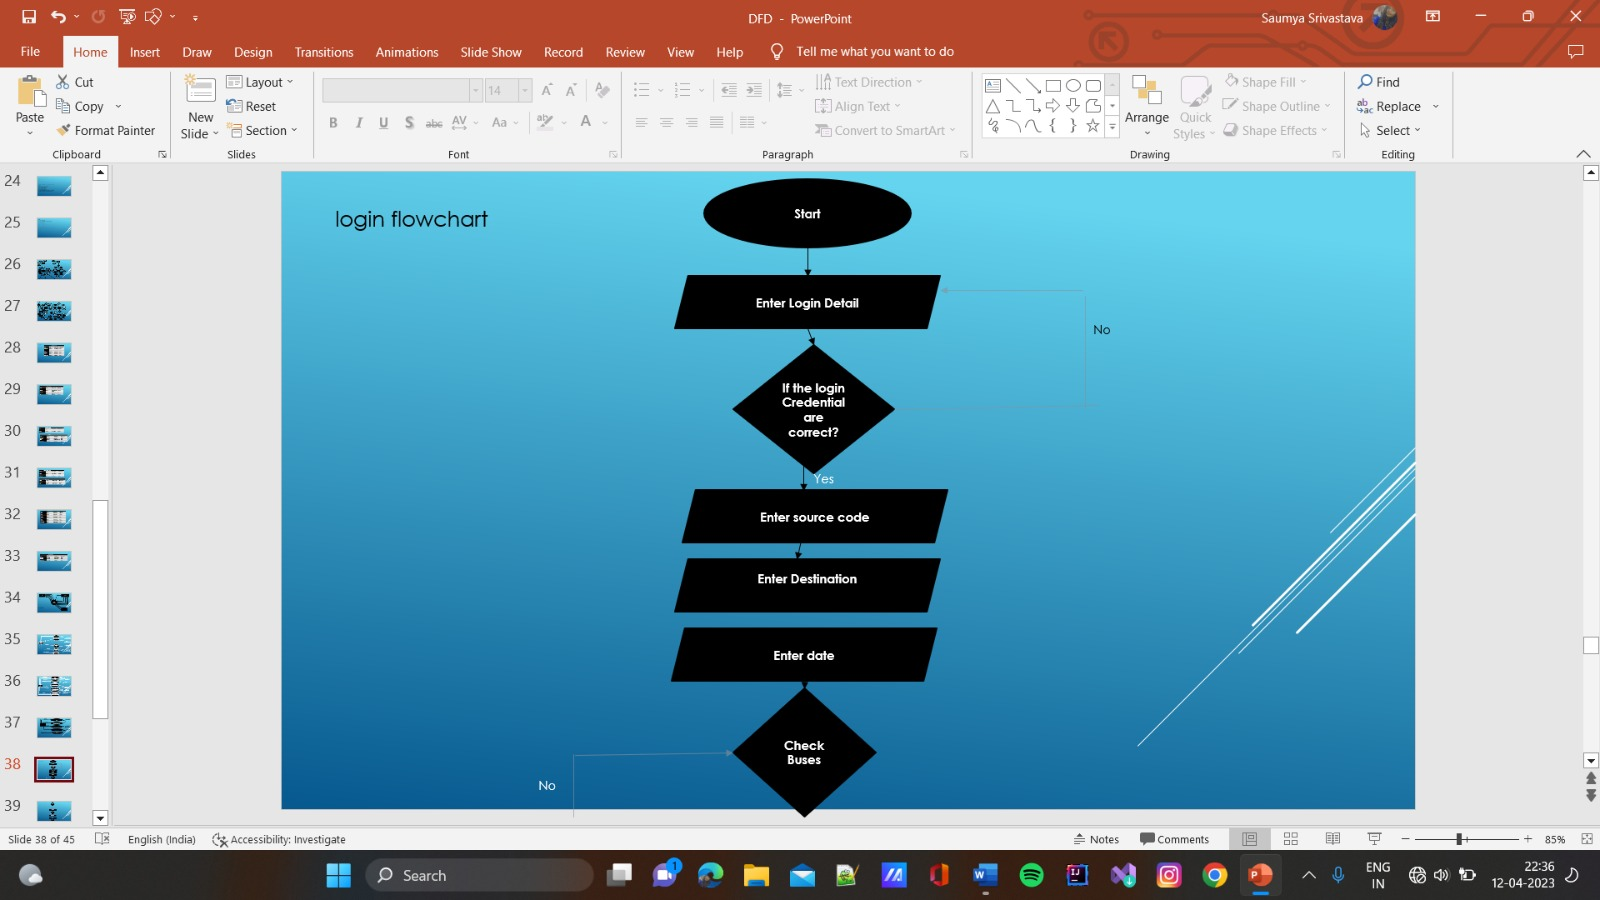 DFD - PowerPoint
Saumya Srivastava
File
Home
Insert
Draw
Design
Transitions
Animations
Slide Show
Record
Review
View
Help
Tell me what you want to do
Paste
Cut
Copy
Format Painter
Clipboard
New
Slide
Layout
Reset
Section
Slides
14
B I U S abc AV Aa A
Font
Text Direction
Align Text
Convert to SmartArt
Paragraph
Arrange
Quick
Styles
Shape Fill
Shape Outline
Shape Effects
Drawing
Find
Replace
Select
Editing
24
25
26
27
28
29
30
31
32
33
34
35
36
37
38
39
login flowchart
Start
Enter Login Detail
No
If the login
Credential
are
correct?
Yes
Enter source code
Enter Destination
Enter date
Check
Buses
No
Slide 38 of 45
English (India)
Accessibility: Investigate
Notes
Comments
85%
Search
ENG
IN
22:36
12-04-2023